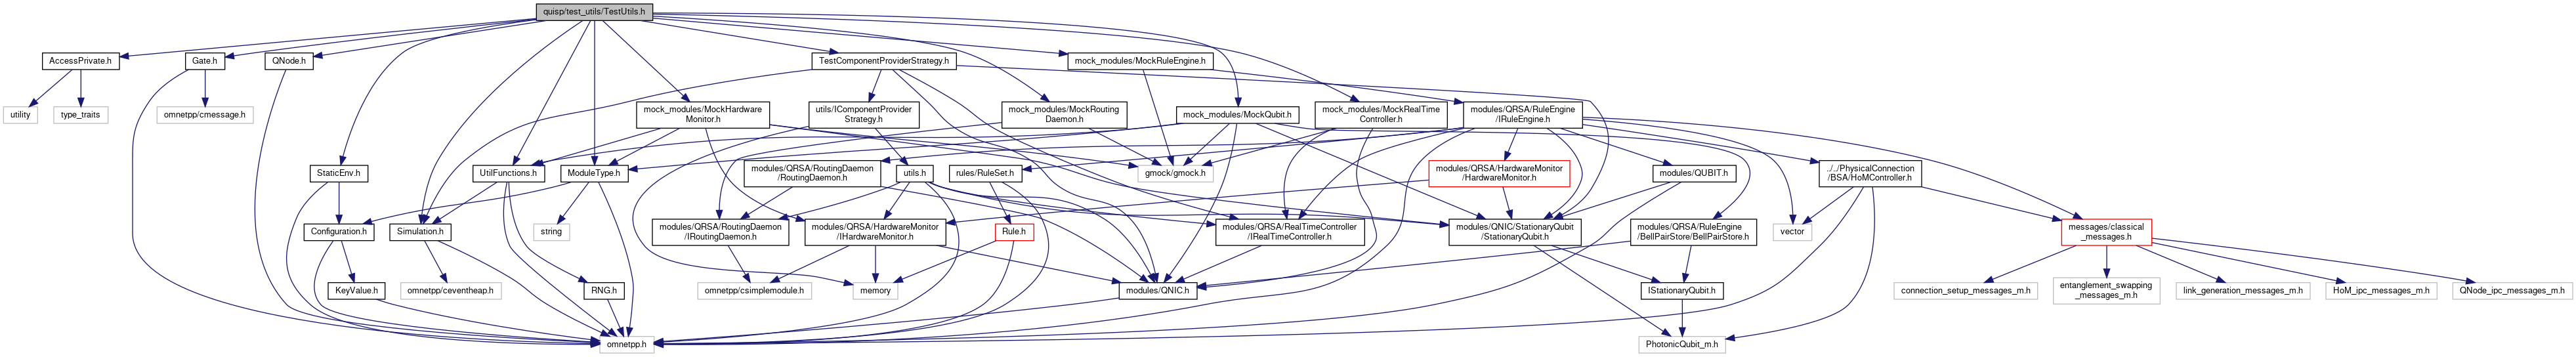 quisp/test_utils/TestUtils.h
AccessPrivate.h
Gate.h
QNode.h
TestComponentProviderStrategy.h
mock_modules/MockRuleEngine.h
utility
type_traits
omnetpp/cmessage.h
mock_modules/MockHardware
Monitor.h
utils/IComponentProvider
Strategy.h
mock_modules/MockRouting
Daemon.h
mock_modules/MockQubit.h
mock_modules/MockRealTime
Controller.h
modules/QRSA/RuleEngine
/IRuleEngine.h
StaticEnv.h
UtilFunctions.h
ModuleType.h
modules/QRSA/RoutingDaemon
/RoutingDaemon.h
utils.h
rules/RuleSet.h
gmock/gmock.h
modules/QRSA/HardwareMonitor
/HardwareMonitor.h
modules/QUBIT.h
../../PhysicalConnection
/BSA/HoMController.h
Configuration.h
Simulation.h
string
modules/QRSA/RoutingDaemon
/IRoutingDaemon.h
modules/QRSA/HardwareMonitor
/IHardwareMonitor.h
Rule.h
modules/QRSA/RealTimeController
/IRealTimeController.h
modules/QNIC/StationaryQubit
/StationaryQubit.h
modules/QRSA/RuleEngine
/BellPairStore/BellPairStore.h
vector
messages/classical
_messages.h
KeyValue.h
omnetpp/ceventheap.h
RNG.h
omnetpp/csimplemodule.h
memory
modules/QNIC.h
IStationaryQubit.h
connection_setup_messages_m.h
entanglement_swapping
_messages_m.h
link_generation_messages_m.h
HoM_ipc_messages_m.h
QNode_ipc_messages_m.h
omnetpp.h
PhotonicQubit_m.h